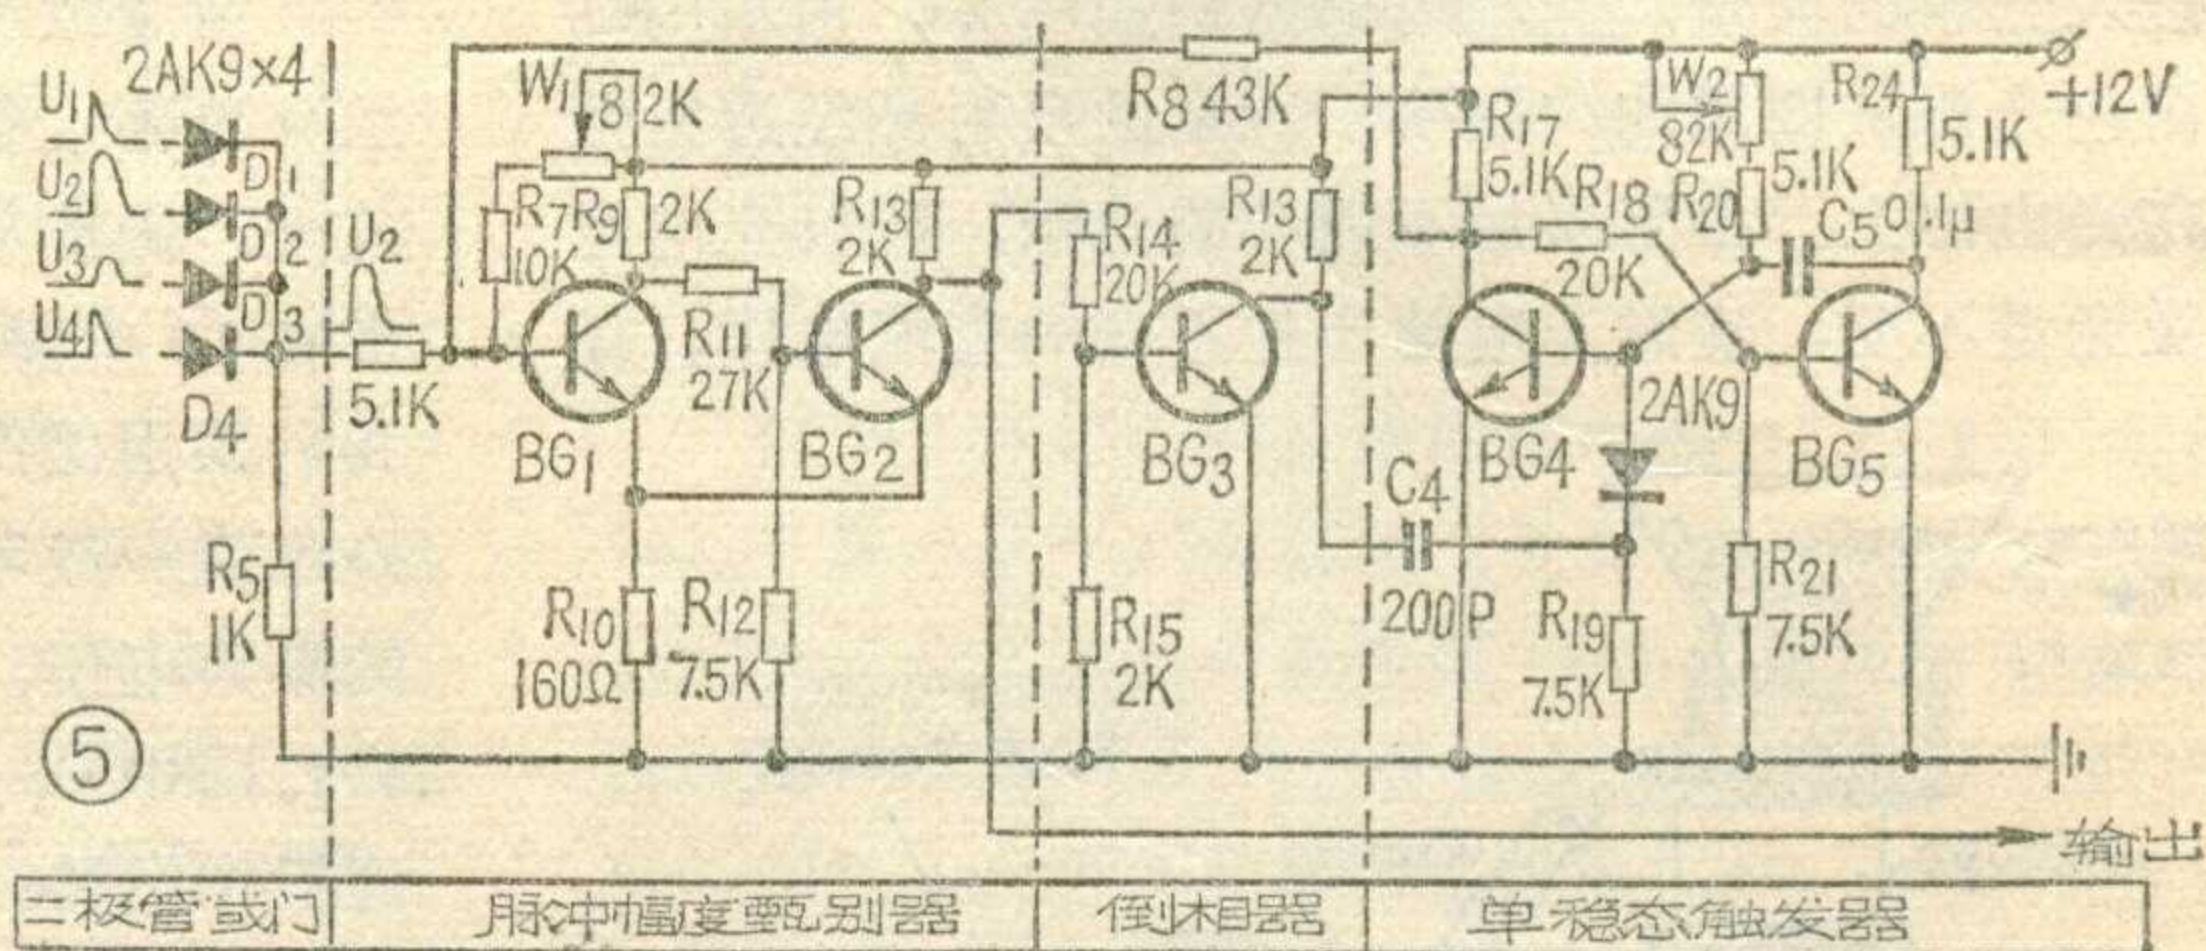 2AK9×4
U1
U2
U3
U4
D1
D2
D3
D4
R5
1K
U2
5.1K
W1 82K
R7
10K
R9
2K
BG1
R11
27K
R10
160Ω
R12
7.5K
R13
2K
BG2
R8 43K
R14
20K
R13
2K
BG3
R15
2K
C4
200P
R17
5.1K
R18
20K
W2
82K
5.1K
R20
C5 0.1μ
R24
5.1K
+12V
BG4
2AK9
BG5
R19
7.5K
R21
7.5K
⑤
输出
二极管或门
脉冲幅度甄别器
倒相器
单稳态触发器